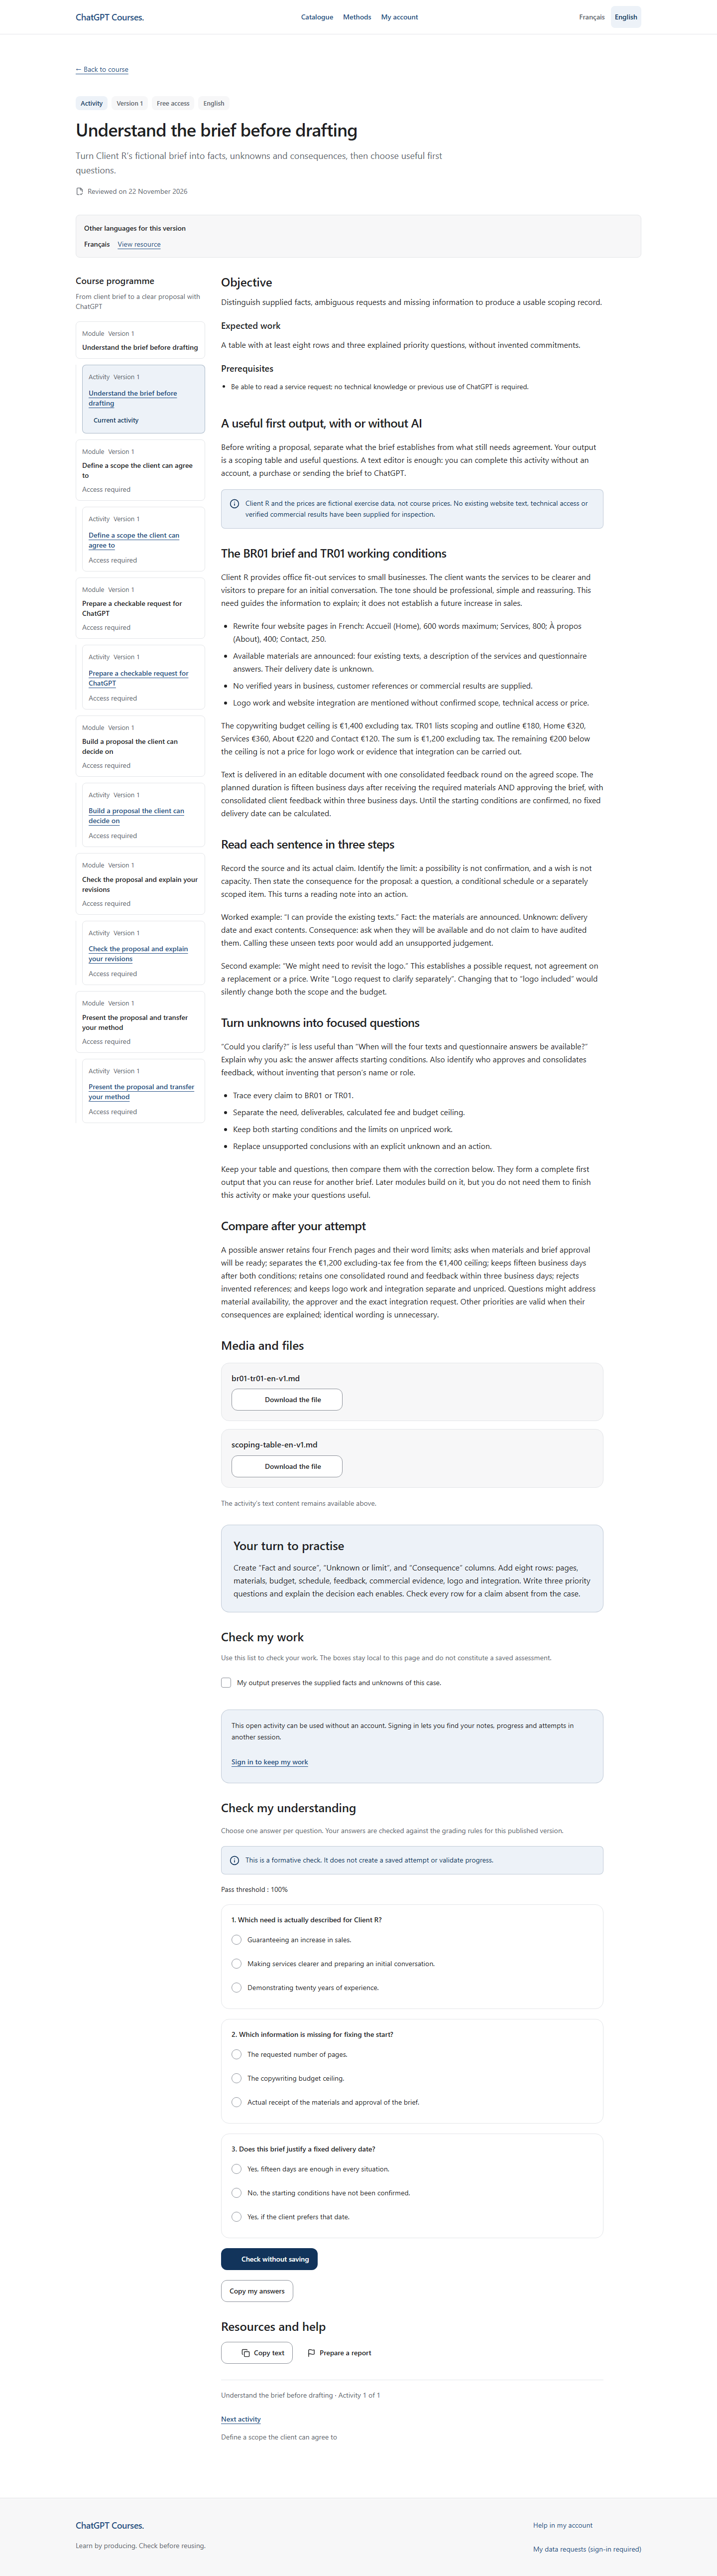 ChatGPT Courses.
Catalogue
Methods
My account
Français
English
← Back to course
Activity
Version 1
Free access
English
Understand the brief before drafting
Turn Client R's fictional brief into facts, unknowns and consequences, then choose useful first
questions.
Reviewed on 22 November 2026
Other languages for this version
Français View resource
Course programme
From client brief to a clear proposal with
ChatGPT
Module Version 1
Understand the brief before drafting
Activity Version 1
Understand the brief before
drafting
Current activity
Module Version 1
Define a scope the client can agree
to
Access required
Activity Version 1
Define a scope the client can
agree to
Access required
Module Version 1
Prepare a checkable request for
ChatGPT
Access required
Activity Version 1
Prepare a checkable request for
ChatGPT
Access required
Module Version 1
Build a proposal the client can
decide on
Access required
Activity Version 1
Build a proposal the client can
decide on
Access required
Module Version 1
Check the proposal and explain your
revisions
Access required
Activity Version 1
Check the proposal and explain
your revisions
Access required
Module Version 1
Present the proposal and transfer
your method
Access required
Activity Version 1
Present the proposal and transfer
your method
Access required
Objective
Distinguish supplied facts, ambiguous requests and missing information to produce a usable scoping record.
Expected work
A table with at least eight rows and three explained priority questions, without invented commitments.
Prerequisites
• Be able to read a service request; no technical knowledge or previous use of ChatGPT is required.
A useful first output, with or without AI
Before writing a proposal, separate what the brief establishes from what still needs agreement. Your output
is a scoping table and useful questions. A text editor is enough: you can complete this activity without an
account, a purchase or sending the brief to ChatGPT.
Client R and the prices are fictional exercise data, not course prices. No existing website text, technical access or
verified commercial results have been supplied for inspection.
The BR01 brief and TR01 working conditions
Client R provides office fit-out services to small businesses. The client wants the services to be clearer and
visitors to prepare for an initial conversation. The tone should be professional, simple and reassuring. This
need guides the information to explain; it does not establish a future increase in sales.
• Rewrite four website pages in French: Accueil (Home), 600 words maximum; Services, 800; À propos
(About), 400; Contact, 250.
• Available materials are announced: four existing texts, a description of the services and questionnaire
answers. Their delivery date is unknown.
• No verified years in business, customer references or commercial results are supplied.
• Logo work and website integration are mentioned without confirmed scope, technical access or price.
The copywriting budget ceiling is €1,400 excluding tax. TR01 lists scoping and outline €180, Home €320,
Services €360, About €220 and Contact €120. The sum is €1,200 excluding tax. The remaining €200 below
the ceiling is not a price for logo work or evidence that integration can be carried out.
Text is delivered in an editable document with one consolidated feedback round on the agreed scope. The
planned duration is fifteen business days after receiving the required materials AND approving the brief, with
consolidated client feedback within three business days. Until the starting conditions are confirmed, no fixed
delivery date can be calculated.
Read each sentence in three steps
Record the source and its actual claim. Identify the limit: a possibility is not confirmation, and a wish is not
capacity. Then state the consequence for the proposal: a question, a conditional schedule or a separately
scoped item. This turns a reading note into an action.
Worked example: “I can provide the existing texts.” Fact: the materials are announced. Unknown: delivery
date and exact contents. Consequence: ask when they will be available and do not claim to have audited
them. Calling these unseen texts poor would add an unsupported judgement.
Second example: “We might need to revisit the logo.” This establishes a possible request, not agreement on
a replacement or a price. Write “Logo request to clarify separately”. Changing that to “logo included” would
silently change both the scope and the budget.
Turn unknowns into focused questions
“Could you clarify?” is less useful than “When will the four texts and questionnaire answers be available?”
Explain why you ask: the answer affects starting conditions. Also identify who approves and consolidates
feedback, without inventing that person’s name or role.
• Trace every claim to BR01 or TR01.
• Separate the need, deliverables, calculated fee and budget ceiling.
• Keep both starting conditions and the limits on unpriced work.
• Replace unsupported conclusions with an explicit unknown and an action.
Keep your table and questions, then compare them with the correction below. They form a complete first
output that you can reuse for another brief. Later modules build on it, but you do not need them to finish
this activity or make your questions useful.
Compare after your attempt
A possible answer retains four French pages and their word limits; asks when materials and brief approval
will be ready; separates the €1,200 excluding-tax fee from the €1,400 ceiling; keeps fifteen business days
after both conditions; retains one consolidated round and feedback within three business days; rejects
invented references; and keeps logo work and integration separate and unpriced. Questions might address
material availability, the approver and the exact integration request. Other priorities are valid when their
consequences are explained; identical wording is unnecessary.
Media and files
br01-tr01-en-v1.md
Download the file
scoping-table-en-v1.md
Download the file
The activity's text content remains available above.
Your turn to practise
Create “Fact and source”, “Unknown or limit”, and “Consequence” columns. Add eight rows: pages,
materials, budget, schedule, feedback, commercial evidence, logo and integration. Write three priority
questions and explain the decision each enables. Check every row for a claim absent from the case.
Check my work
Use this list to check your work. The boxes stay local to this page and do not constitute a saved assessment.
My output preserves the supplied facts and unknowns of this case.
This open activity can be used without an account. Signing in lets you find your notes, progress and attempts in
another session.
Sign in to keep my work
Check my understanding
Choose one answer per question. Your answers are checked against the grading rules for this published version.
This is a formative check. It does not create a saved attempt or validate progress.
Pass threshold : 100%
1. Which need is actually described for Client R?
Guaranteeing an increase in sales.
Making services clearer and preparing an initial conversation.
Demonstrating twenty years of experience.
2. Which information is missing for fixing the start?
The requested number of pages.
The copywriting budget ceiling.
Actual receipt of the materials and approval of the brief.
3. Does this brief justify a fixed delivery date?
Yes, fifteen days are enough in every situation.
No, the starting conditions have not been confirmed.
Yes, if the client prefers that date.
Check without saving
Copy my answers
Resources and help
Copy text
Prepare a report
Understand the brief before drafting · Activity 1 of 1
Next activity
Define a scope the client can agree to
ChatGPT Courses.
Learn by producing. Check before reusing.
Help in my account
My data requests (sign-in required)